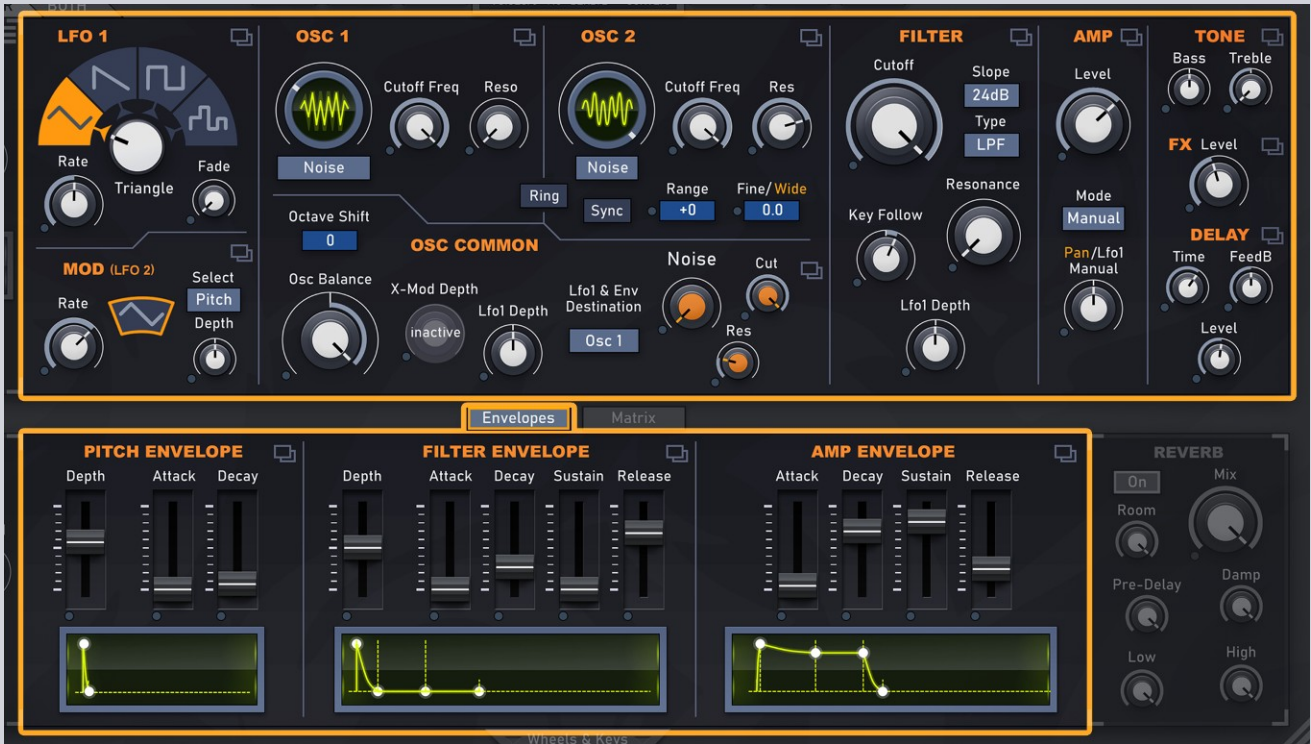 BOTH
LFO 1
Rate
Triangle
Fade
MOD (LFO 2)
Rate
Select
Pitch
Depth
OSC 1
Cutoff Freq
Reso
Noise
OSC 2
Cutoff Freq
Res
Noise
Ring
Sync
Range
+0
Fine/Wide
0.0
Octave Shift
0
OSC COMMON
Osc Balance
X-Mod Depth
inactive
Lfo1 Depth
Lfo1 & Env
Destination
Osc 1
Noise
Cut
Res
FILTER
Cutoff
Slope
24dB
Type
LPF
Resonance
Key Follow
Lfo1 Depth
AMP
Level
Mode
Manual
Pan/Lfo1
Manual
TONE
Bass
Treble
FX Level
DELAY
Time
FeedB
Level
Envelopes
Matrix
PITCH ENVELOPE
Depth
Attack
Decay
FILTER ENVELOPE
Depth
Attack
Decay
Sustain
Release
AMP ENVELOPE
Attack
Decay
Sustain
Release
REVERB
On
Mix
Room
Pre-Delay
Damp
Low
High
Wheels & Keys